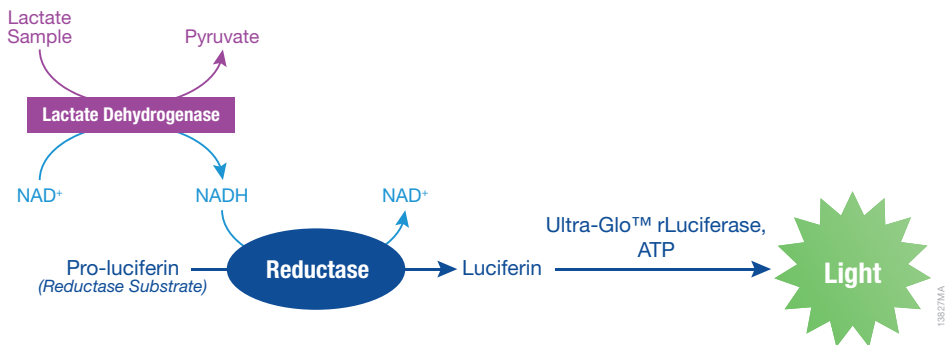 Lactate
Sample
Pyruvate
Lactate Dehydrogenase
NAD⁺
NADH
NAD⁺
Ultra-Glo™ rLuciferase,
ATP
Pro-luciferin
(Reductase Substrate)
Reductase
Luciferin
Light
13827MA